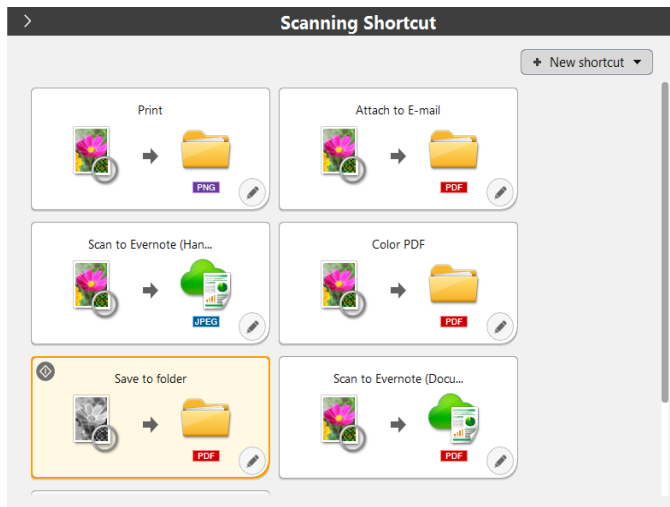 Scanning Shortcut
+ New shortcut
Print
PNG
Attach to E-mail
PDF
Scan to Evernote (Han...
JPEG
Color PDF
PDF
Save to folder
PDF
Scan to Evernote (Docu...
PDF